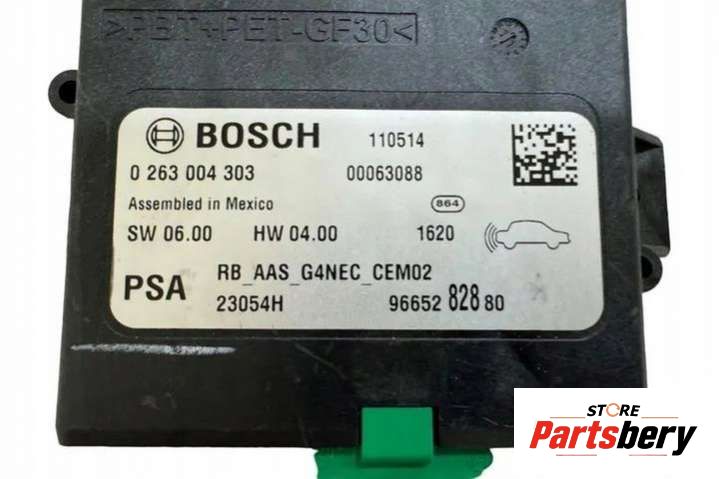 >PBT+PET-GF30<
BOSCH 110514
0 263 004 303 00063088
Assembled in Mexico 864
SW 06.00 HW 04.00 1620
PSA RB_AAS_G4NEC_CEM02
23054H 96652 828 80
STORE
Partsbery